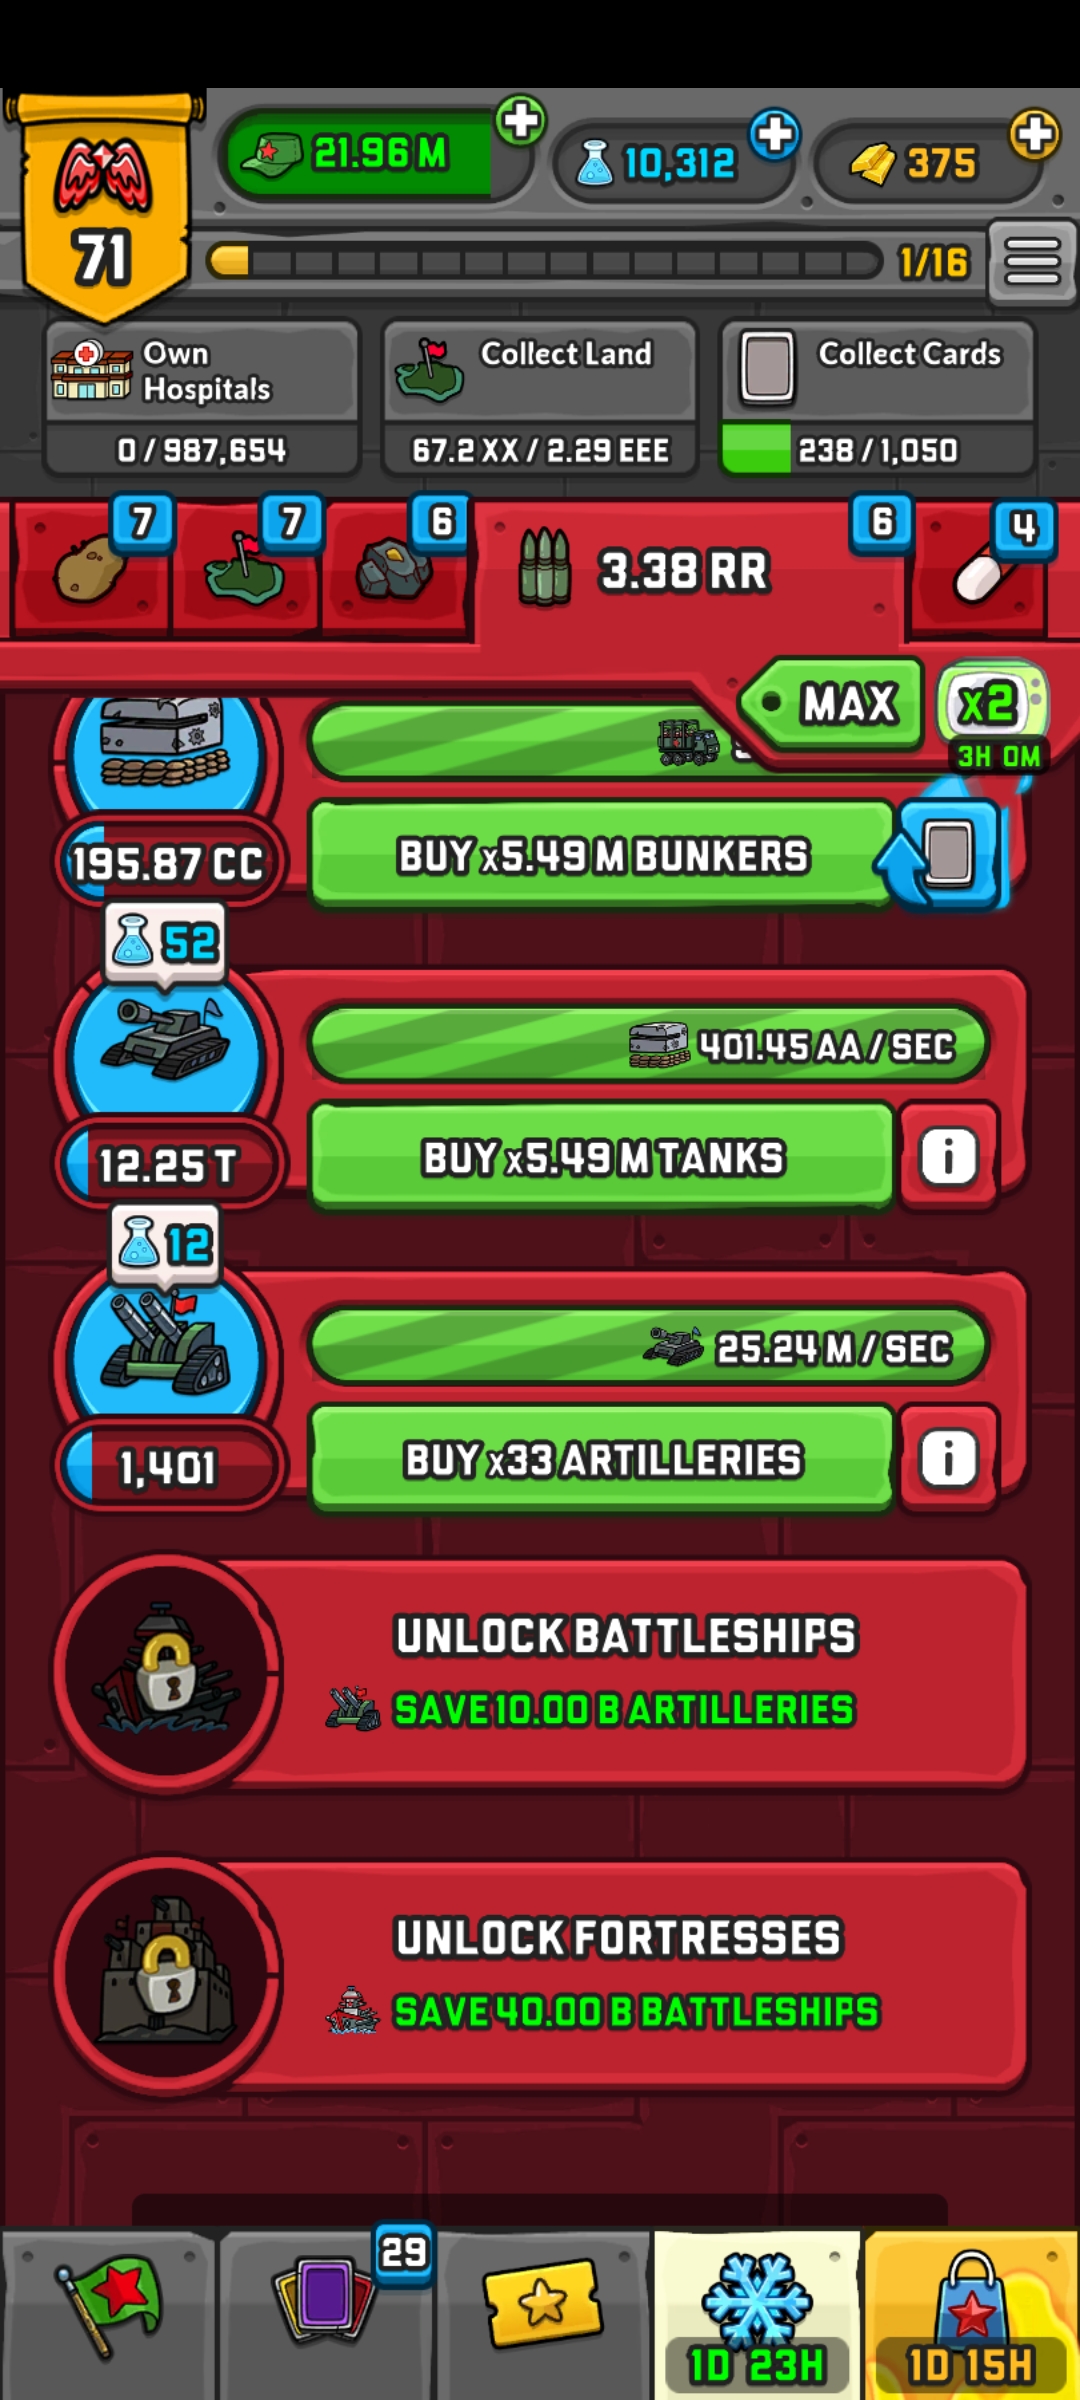 21.96 M
10,312
375
71
1/16
Own
Hospitals
0 / 987,654
Collect Land
67.2 XX / 2.29 EEE
Collect Cards
238 / 1,050
7
7
6
3.38 RR
6
4
MAX
x2
3H 0M
195.87 CC
BUY x5.49 M BUNKERS
52
401.45 AA / SEC
12.25 T
BUY x5.49 M TANKS
i
12
25.24 M / SEC
1,401
BUY x33 ARTILLERIES
i
UNLOCK BATTLESHIPS
SAVE 10.00 B ARTILLERIES
UNLOCK FORTRESSES
SAVE 40.00 B BATTLESHIPS
29
1D 23H
1D 15H